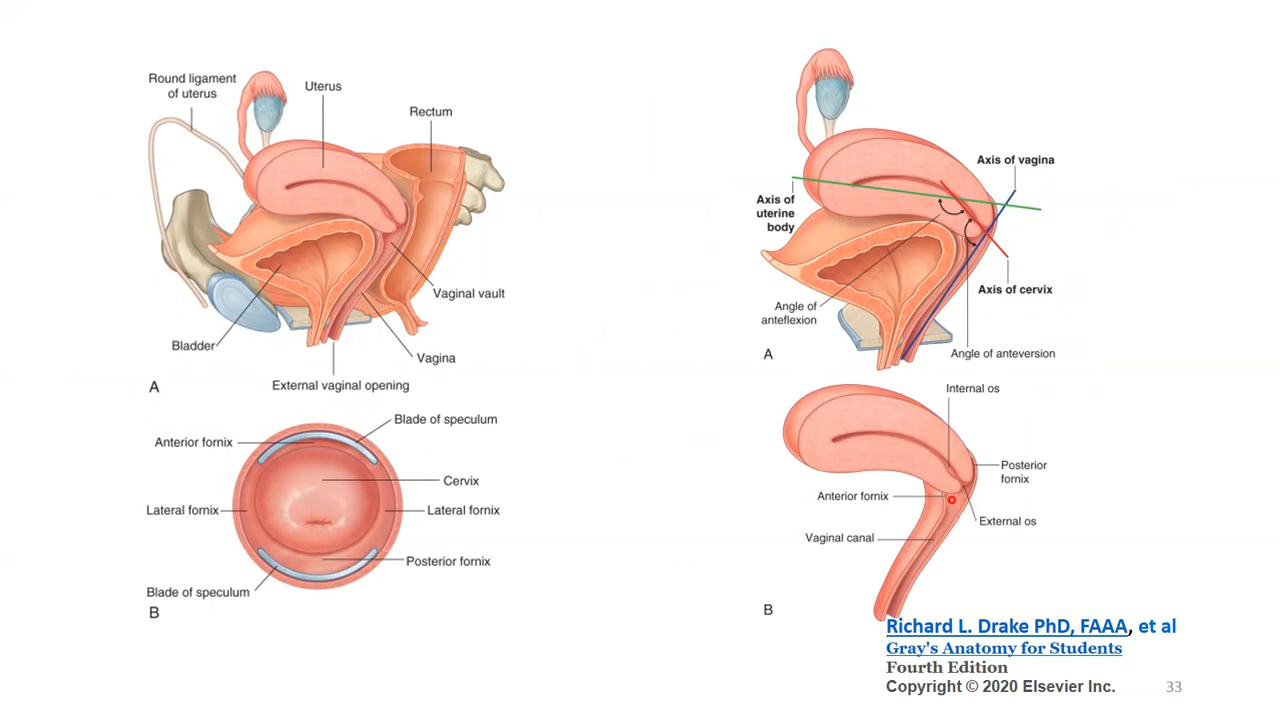 Round ligament
of uterus
Uterus
Rectum
Vaginal vault
Bladder
Vagina
External vaginal opening
A
Blade of speculum
Anterior fornix
Cervix
Lateral fornix
Lateral fornix
Posterior fornix
Blade of speculum
B
Axis of vagina
Axis of
uterine
body
Axis of cervix
Angle of
anteflexion
Angle of anteversion
A
Internal os
Posterior
fornix
Anterior fornix
External os
Vaginal canal
B
Richard L. Drake PhD, FAAA, et al
Gray's Anatomy for Students
Fourth Edition
Copyright © 2020 Elsevier Inc.
33